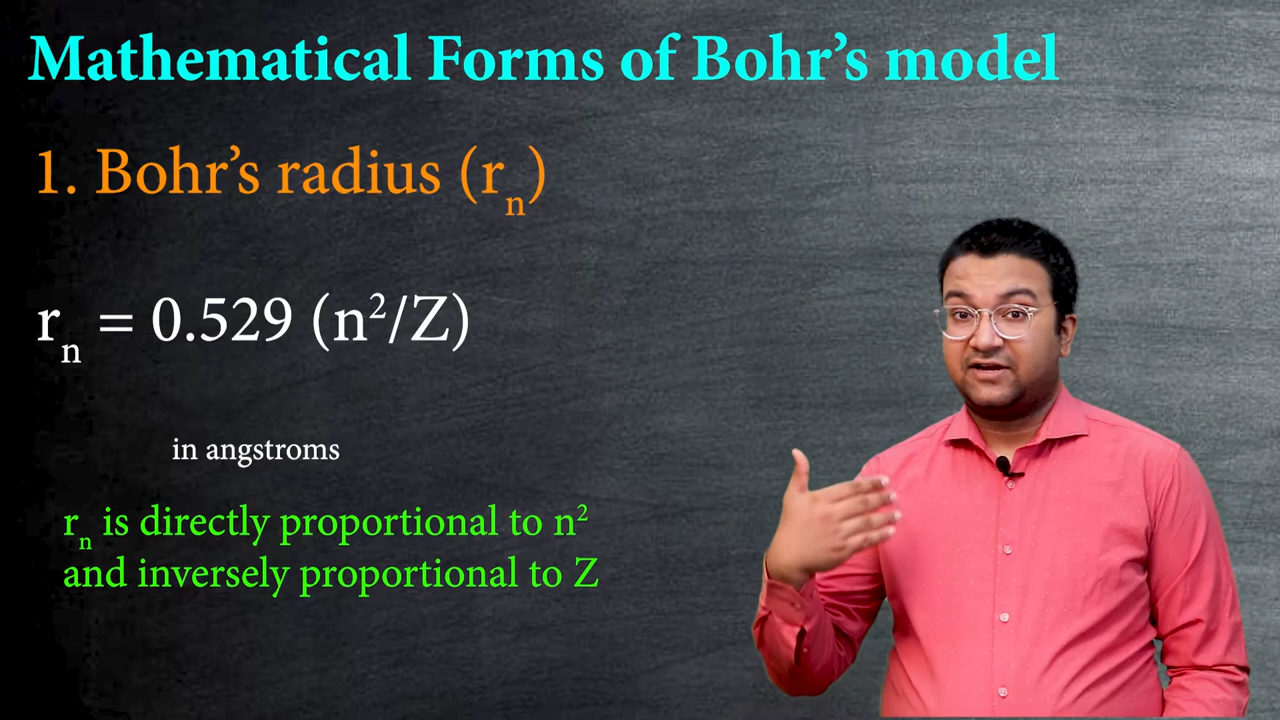 Mathematical Forms of Bohr’s model
1. Bohr’s radius (rₙ)
rₙ = 0.529 (n²/Z)
in angstroms
rₙ is directly proportional to n²
and inversely proportional to Z